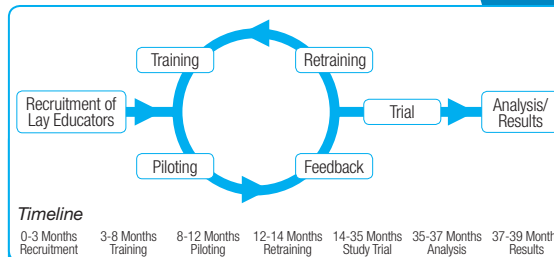 Training
Retraining
Recruitment of
Lay Educators
Trial
Analysis/
Results
Piloting
Feedback
Timeline
0-3 Months 3-8 Months 8-12 Months 12-14 Months 14-35 Months 35-37 Months 37-39 Month
Recruitment Training Piloting Retraining Study Trial Analysis Results